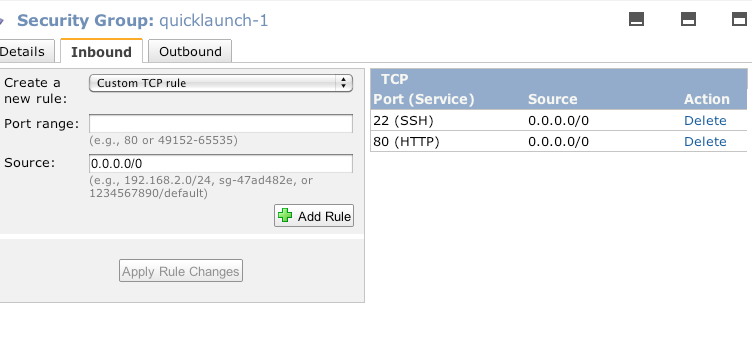 Security Group: quicklaunch-1
Details Inbound Outbound
Create a new rule: Custom TCP rule
Port range:
(e.g., 80 or 49152-65535)
Source: 0.0.0.0/0
(e.g., 192.168.2.0/24, sg-47ad482e, or
1234567890/default)
Add Rule
Apply Rule Changes
TCP
Port (Service) Source Action
22 (SSH) 0.0.0.0/0 Delete
80 (HTTP) 0.0.0.0/0 Delete